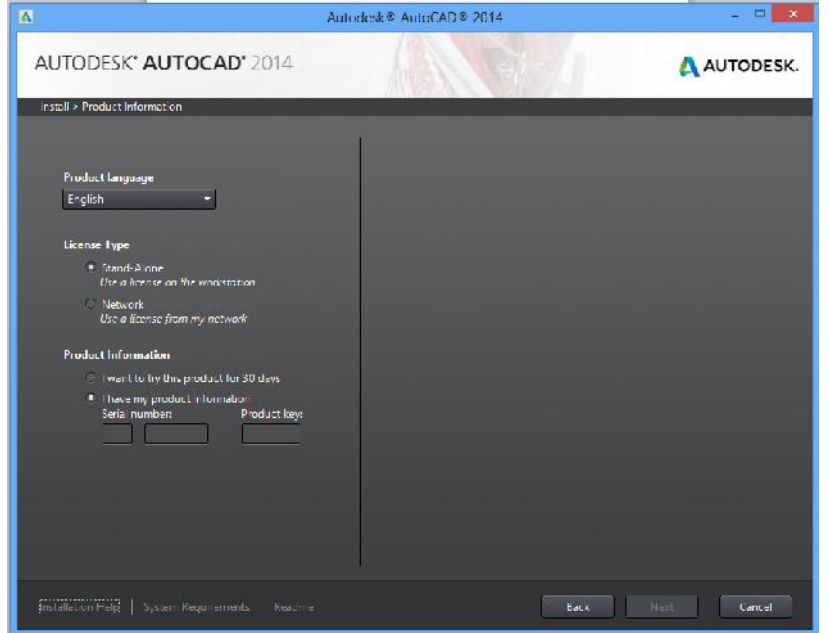 Autodesk® AutoCAD® 2014
AUTODESK® AUTOCAD® 2014
AUTODESK.
Install > Product Information
Product language
English
License Type
Stand-Alone
Use a license on the workstation
Network
Use a license from my network
Product Information
I want to try this product for 30 days
I have my product information
Serial number: Product key:
Installation Help | System Requirements Readme
Back Next Cancel